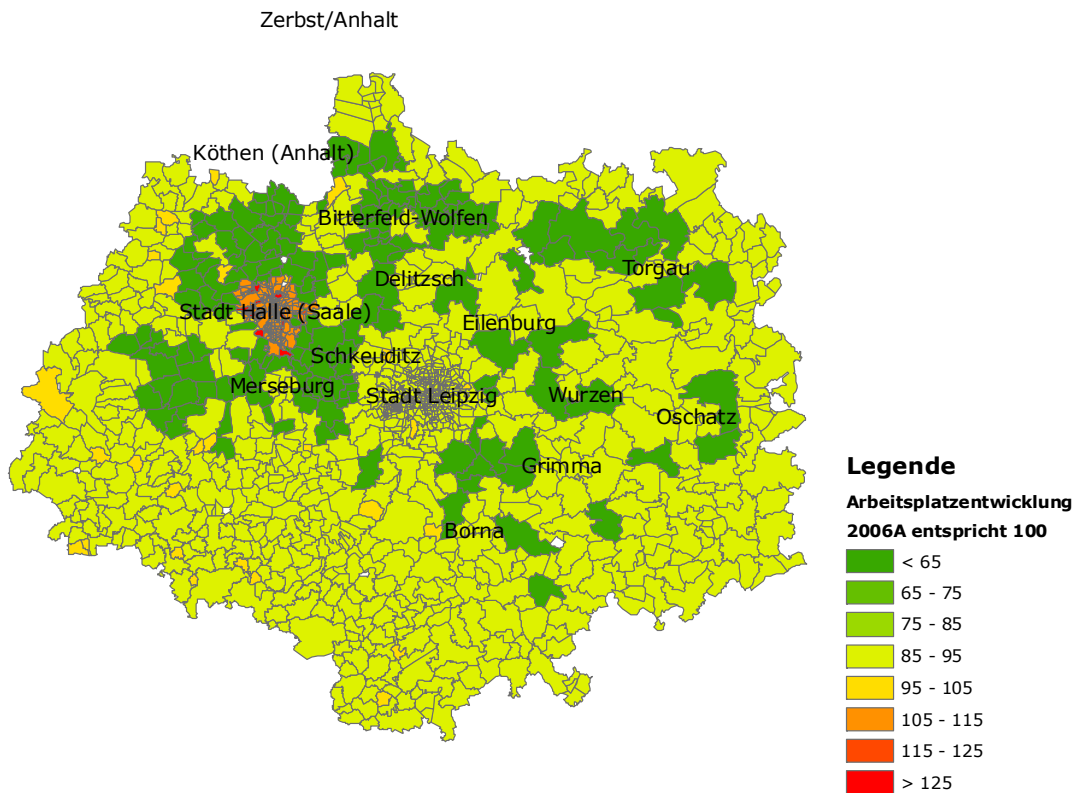 Zerbst/Anhalt
Köthen (Anhalt)
Bitterfeld-Wolfen
Delitzsch
Torgau
Stadt Halle (Saale)
Eilenburg
Schkeuditz
Merseburg
Stadt Leipzig
Wurzen
Oschatz
Grimma
Borna
Legende
Arbeitsplatzentwicklung
2006A entspricht 100
< 65
65 - 75
75 - 85
85 - 95
95 - 105
105 - 115
115 - 125
> 125